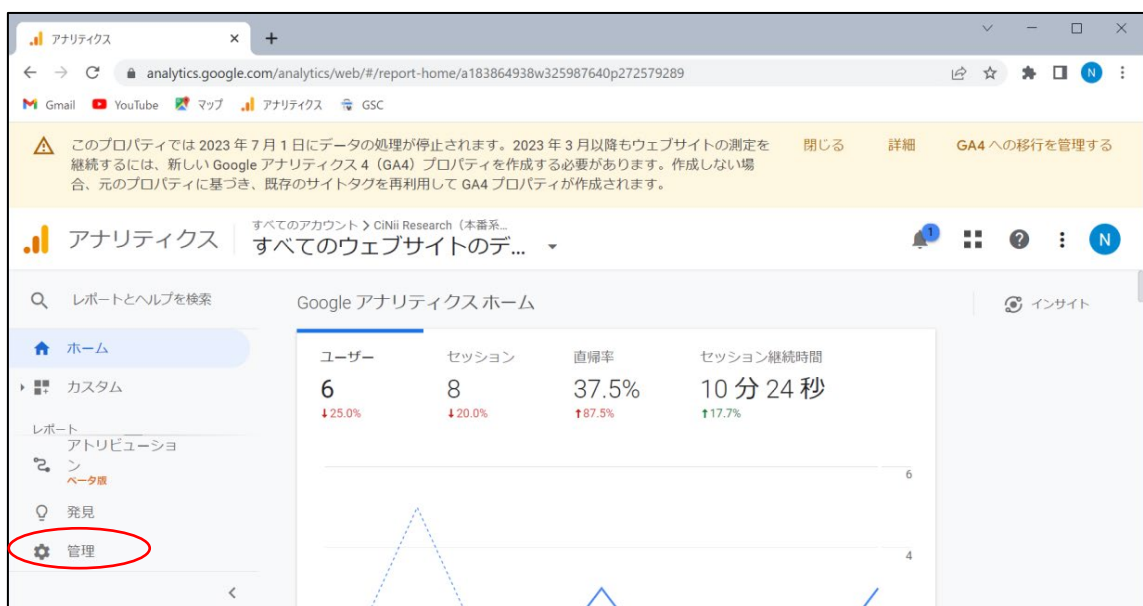 アナリティクス
analytics.google.com/analytics/web/#/report-home/a183864938w325987640p272579289
N
Gmail YouTube マップ アナリティクス GSC
このプロパティでは 2023 年 7 月 1 日にデータの処理が停止されます。2023 年 3 月以降もウェブサイトの測定を
継続するには、新しい Google アナリティクス 4（GA4）プロパティを作成する必要があります。作成しない場
合、元のプロパティに基づき、既存のサイトタグを再利用して GA4 プロパティが作成されます。
閉じる 詳細 GA4 への移行を管理する
すべてのアカウント > CiNii Research（本番系...
アナリティクス すべてのウェブサイトのデ...
1
N
レポートとヘルプを検索
Google アナリティクス ホーム
インサイト
ホーム
カスタム
レポート
アトリビューショ
ン
ベータ版
発見
管理
ユーザー セッション 直帰率 セッション継続時間
6 8 37.5% 10 分 24 秒
↓25.0% ↓20.0% ↑87.5% ↑17.7%
6
4